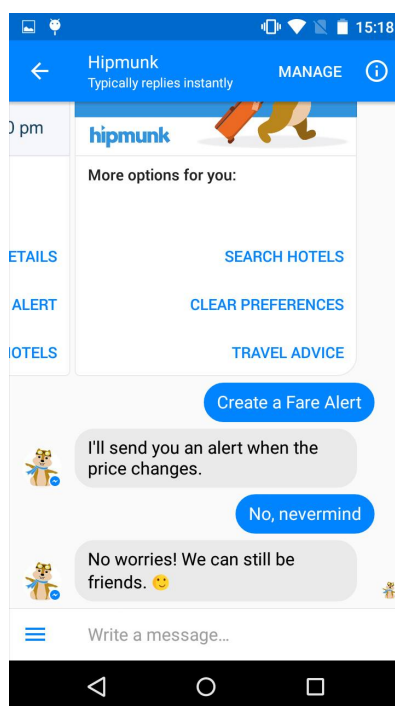 15:18
Hipmunk
Typically replies instantly
MANAGE
0 pm
hipmunk
More options for you:
ETAILS
SEARCH HOTELS
ALERT
CLEAR PREFERENCES
HOTELS
TRAVEL ADVICE
Create a Fare Alert
I'll send you an alert when the
price changes.
No, nevermind
No worries! We can still be
friends. 🙂
Write a message...